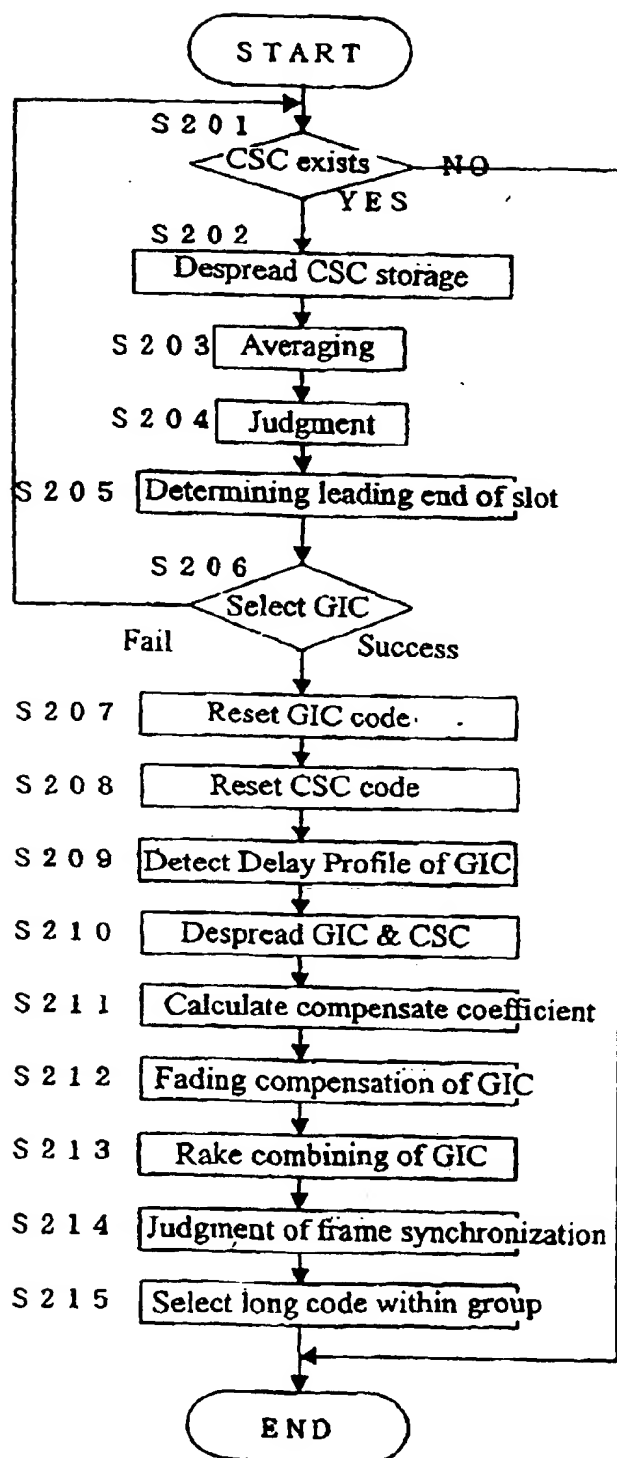 START
S201
CSC exists NO
YES
S202
Despread CSC storage
S203 Averaging
S204 Judgment
S205 Determining leading end of slot
S206
Select GIC
Fail Success
S207 Reset GIC code
S208 Reset CSC code
S209 Detect Delay Profile of GIC
S210 Despread GIC & CSC
S211 Calculate compensate coefficient
S212 Fading compensation of GIC
S213 Rake combining of GIC
S214 Judgment of frame synchronization
S215 Select long code within group
END